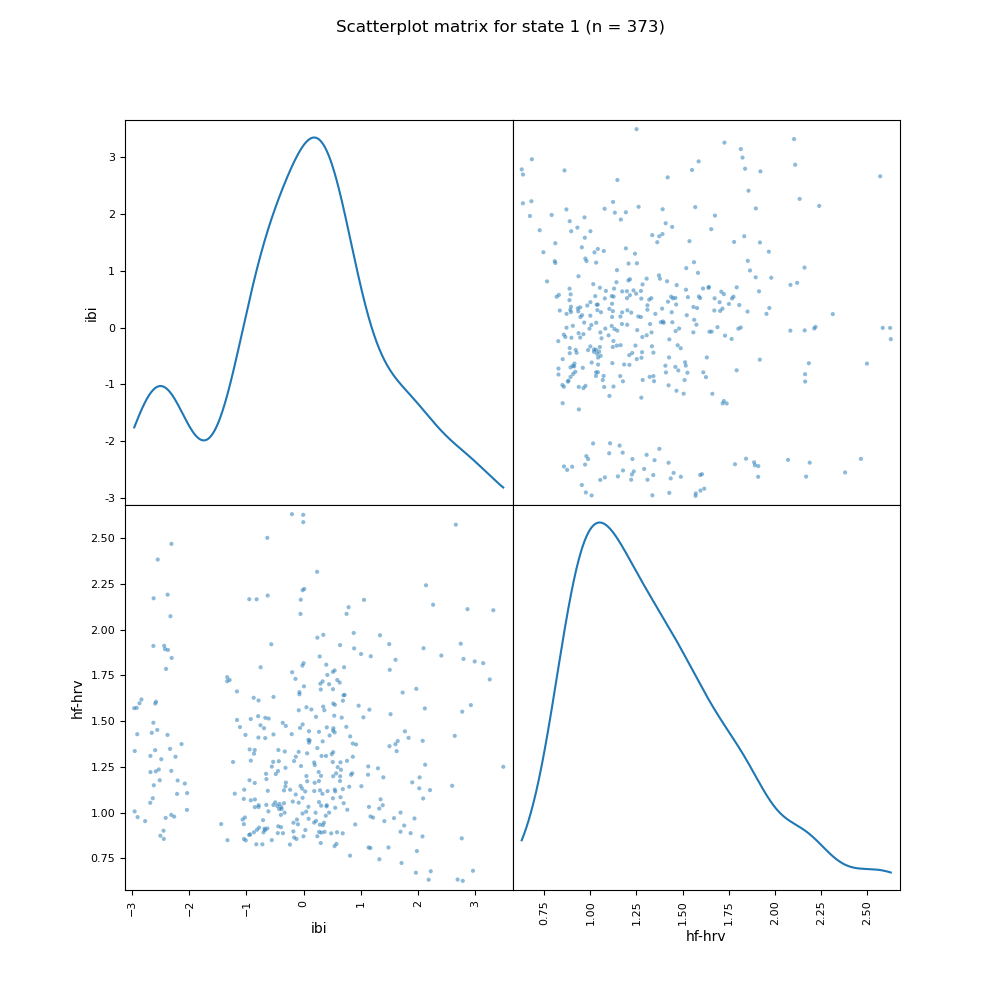 Scatterplot matrix for state 1 (n = 373)
ibi
3
2
1
0
-1
-2
-3
hf-hrv
2.50
2.25
2.00
1.75
1.50
1.25
1.00
0.75
−3 −2 −1 0 1 2 3
ibi
0.75 1.00 1.25 1.50 1.75 2.00 2.25 2.50
hf-hrv